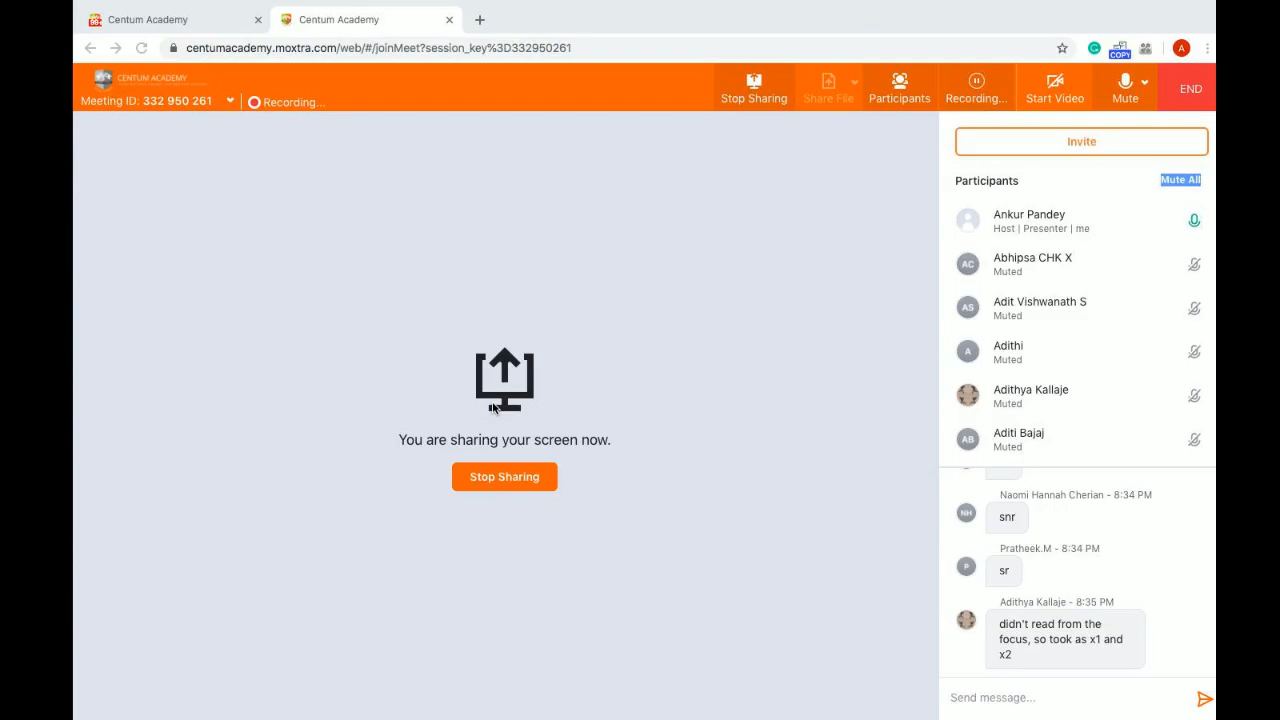 Centum Academy
Centum Academy
centumacademy.moxtra.com/web/#/joinMeet?session_key%3D332950261
COPY
A
CENTUM ACADEMY
Meeting ID: 332 950 261
Recording...
Stop Sharing
Share File
Participants
Recording...
Start Video
Mute
END
Invite
Participants
Mute All
Ankur Pandey
Host | Presenter | me
AC
Abhipsa CHK X
Muted
AS
Adit Vishwanath S
Muted
A
Adithi
Muted
Adithya Kallaje
Muted
AB
Aditi Bajaj
Muted
You are sharing your screen now.
Stop Sharing
Naomi Hannah Cherian - 8:34 PM
NH
snr
Pratheek.M - 8:34 PM
P
sr
Adithya Kallaje - 8:35 PM
didn't read from the
focus, so took as x1 and
x2
Send message...